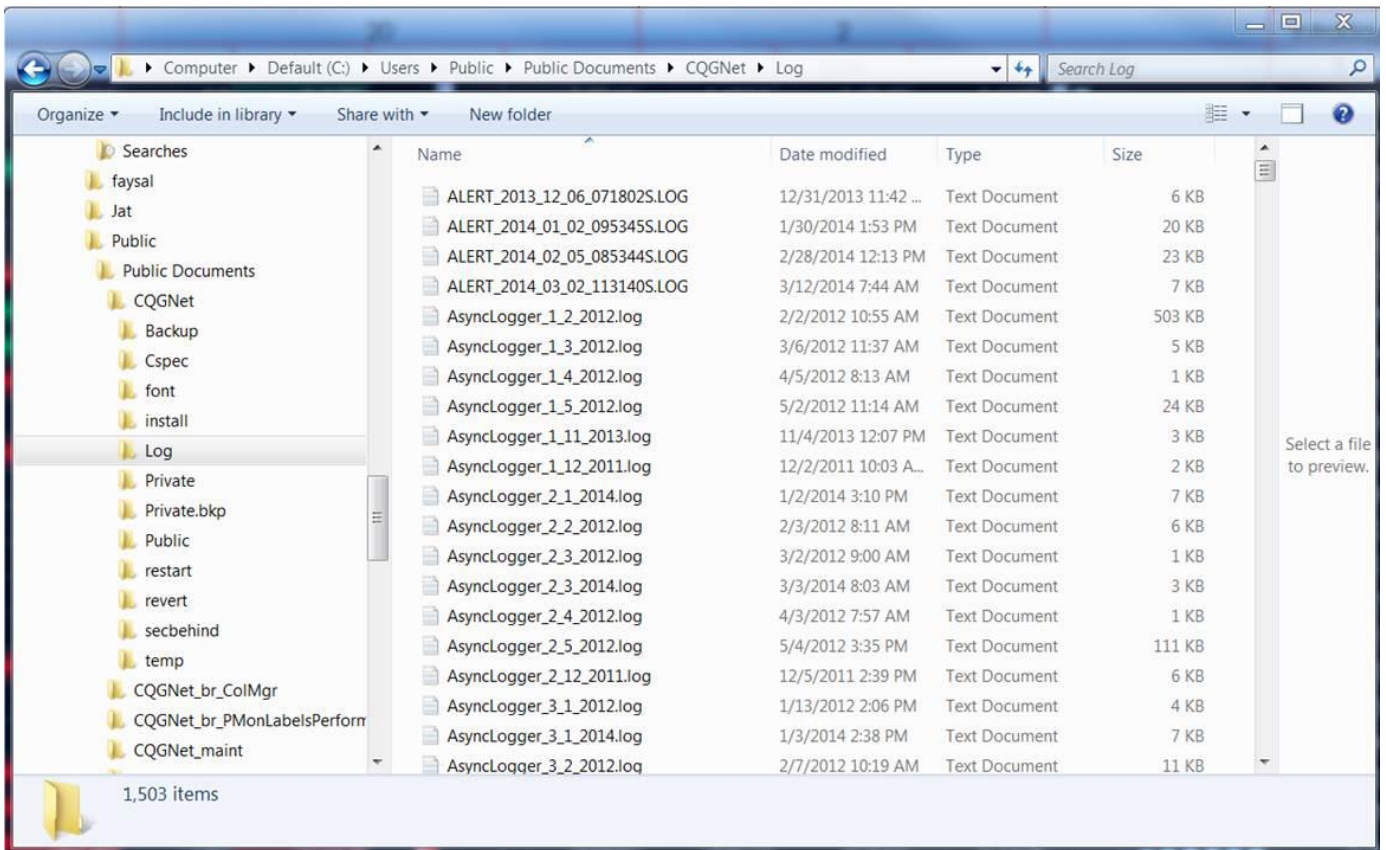 20 2
Computer Default (C:) Users Public Public Documents CQGNet Log Search Log
Organize Include in library Share with New folder
Searches
faysal
Jat
Public
Public Documents
CQGNet
Backup
Cspec
font
install
Log
Private
Private.bkp
Public
restart
revert
secbehind
temp
CQGNet_br_ColMgr
CQGNet_br_PMonLabelsPerform
CQGNet_maint
Name Date modified Type Size
ALERT_2013_12_06_071802S.LOG 12/31/2013 11:42 ... Text Document 6 KB
ALERT_2014_01_02_095345S.LOG 1/30/2014 1:53 PM Text Document 20 KB
ALERT_2014_02_05_085344S.LOG 2/28/2014 12:13 PM Text Document 23 KB
ALERT_2014_03_02_113140S.LOG 3/12/2014 7:44 AM Text Document 7 KB
AsyncLogger_1_2_2012.log 2/2/2012 10:55 AM Text Document 503 KB
AsyncLogger_1_3_2012.log 3/6/2012 11:37 AM Text Document 5 KB
AsyncLogger_1_4_2012.log 4/5/2012 8:13 AM Text Document 1 KB
AsyncLogger_1_5_2012.log 5/2/2012 11:14 AM Text Document 24 KB
AsyncLogger_1_11_2013.log 11/4/2013 12:07 PM Text Document 3 KB
AsyncLogger_1_12_2011.log 12/2/2011 10:03 A... Text Document 2 KB
AsyncLogger_2_1_2014.log 1/2/2014 3:10 PM Text Document 7 KB
AsyncLogger_2_2_2012.log 2/3/2012 8:11 AM Text Document 6 KB
AsyncLogger_2_3_2012.log 3/2/2012 9:00 AM Text Document 1 KB
AsyncLogger_2_3_2014.log 3/3/2014 8:03 AM Text Document 3 KB
AsyncLogger_2_4_2012.log 4/3/2012 7:57 AM Text Document 1 KB
AsyncLogger_2_5_2012.log 5/4/2012 3:35 PM Text Document 111 KB
AsyncLogger_2_12_2011.log 12/5/2011 2:39 PM Text Document 6 KB
AsyncLogger_3_1_2012.log 1/13/2012 2:06 PM Text Document 4 KB
AsyncLogger_3_1_2014.log 1/3/2014 2:38 PM Text Document 7 KB
AsyncLogger_3_2_2012.log 2/7/2012 10:19 AM Text Document 11 KB
Select a file
to preview.
1,503 items